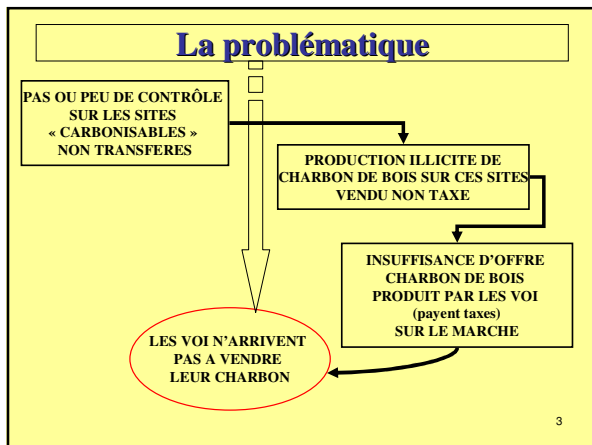 La problématique
PAS OU PEU DE CONTRÔLE
SUR LES SITES
« CARBONISABLES »
NON TRANSFERES
PRODUCTION ILLICITE DE
CHARBON DE BOIS SUR CES SITES
VENDU NON TAXE
INSUFFISANCE D'OFFRE
CHARBON DE BOIS
PRODUIT PAR LES VOI
(payent taxes)
SUR LE MARCHE
LES VOI N'ARRIVENT
PAS A VENDRE
LEUR CHARBON
3